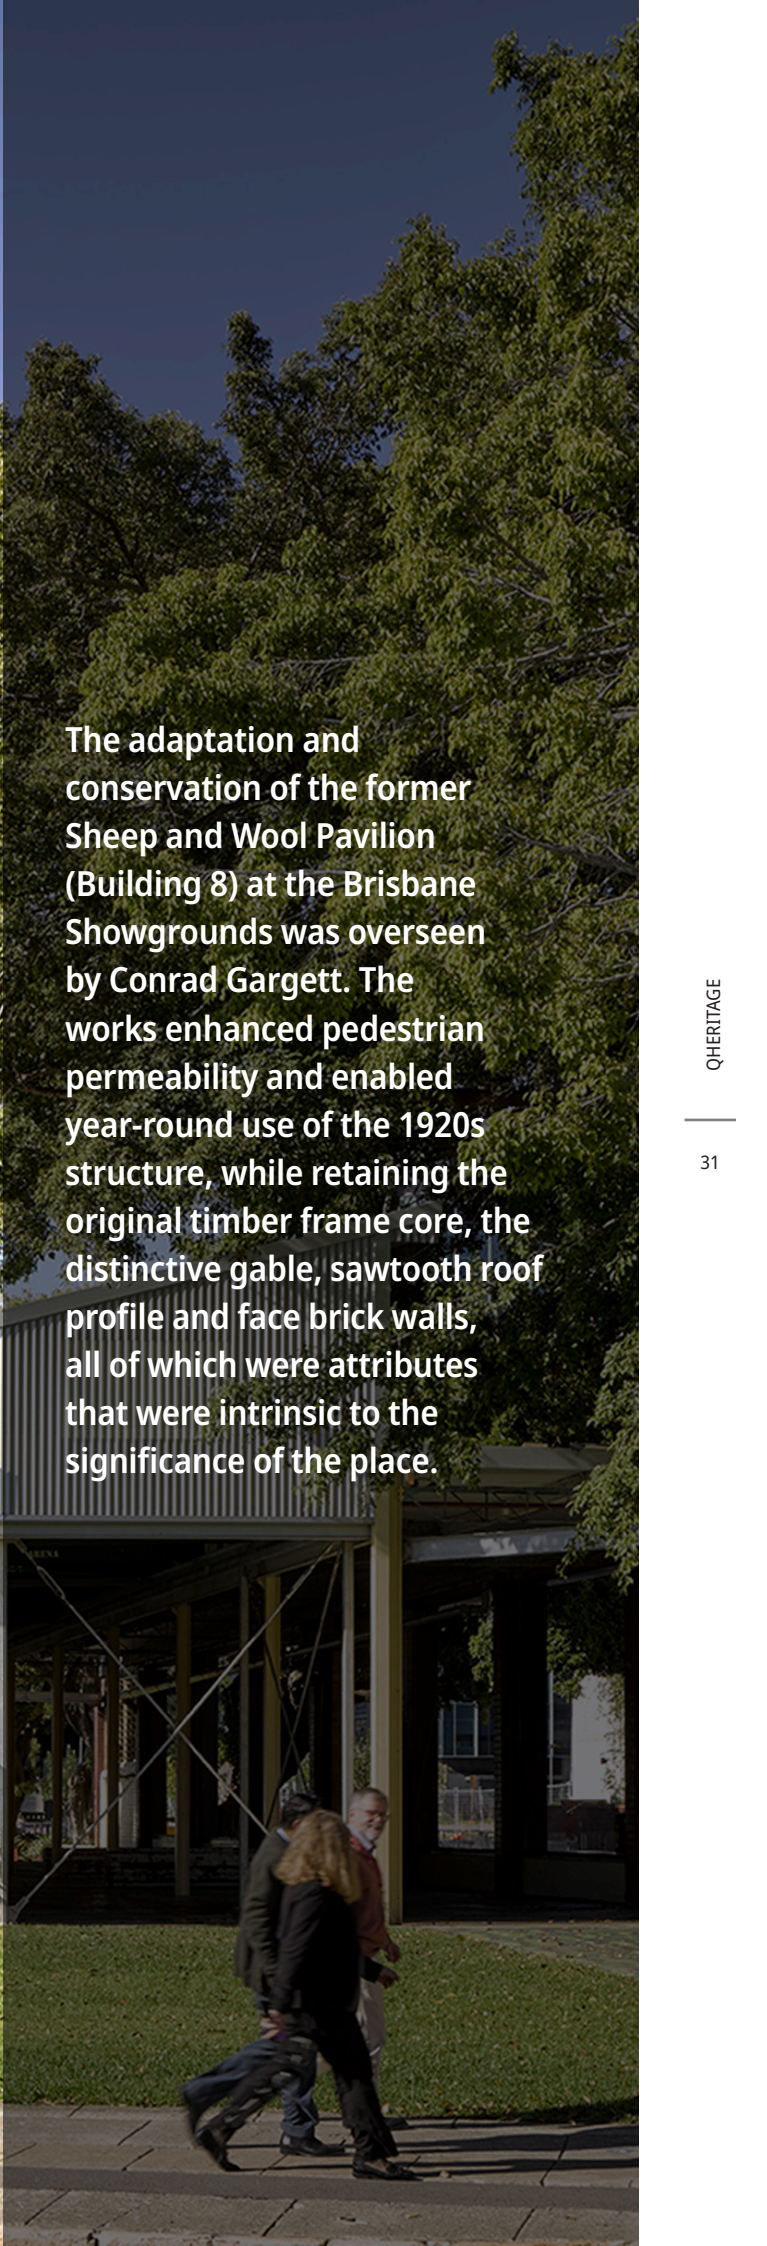 The adaptation and
conservation of the former
Sheep and Wool Pavilion
(Building 8) at the Brisbane
Showgrounds was overseen
by Conrad Gargett. The
works enhanced pedestrian
permeability and enabled
year-round use of the 1920s
structure, while retaining the
original timber frame core, the
distinctive gable, sawtooth roof
profile and face brick walls,
all of which were attributes
that were intrinsic to the
significance of the place.
QHERITAGE
31
ARENA